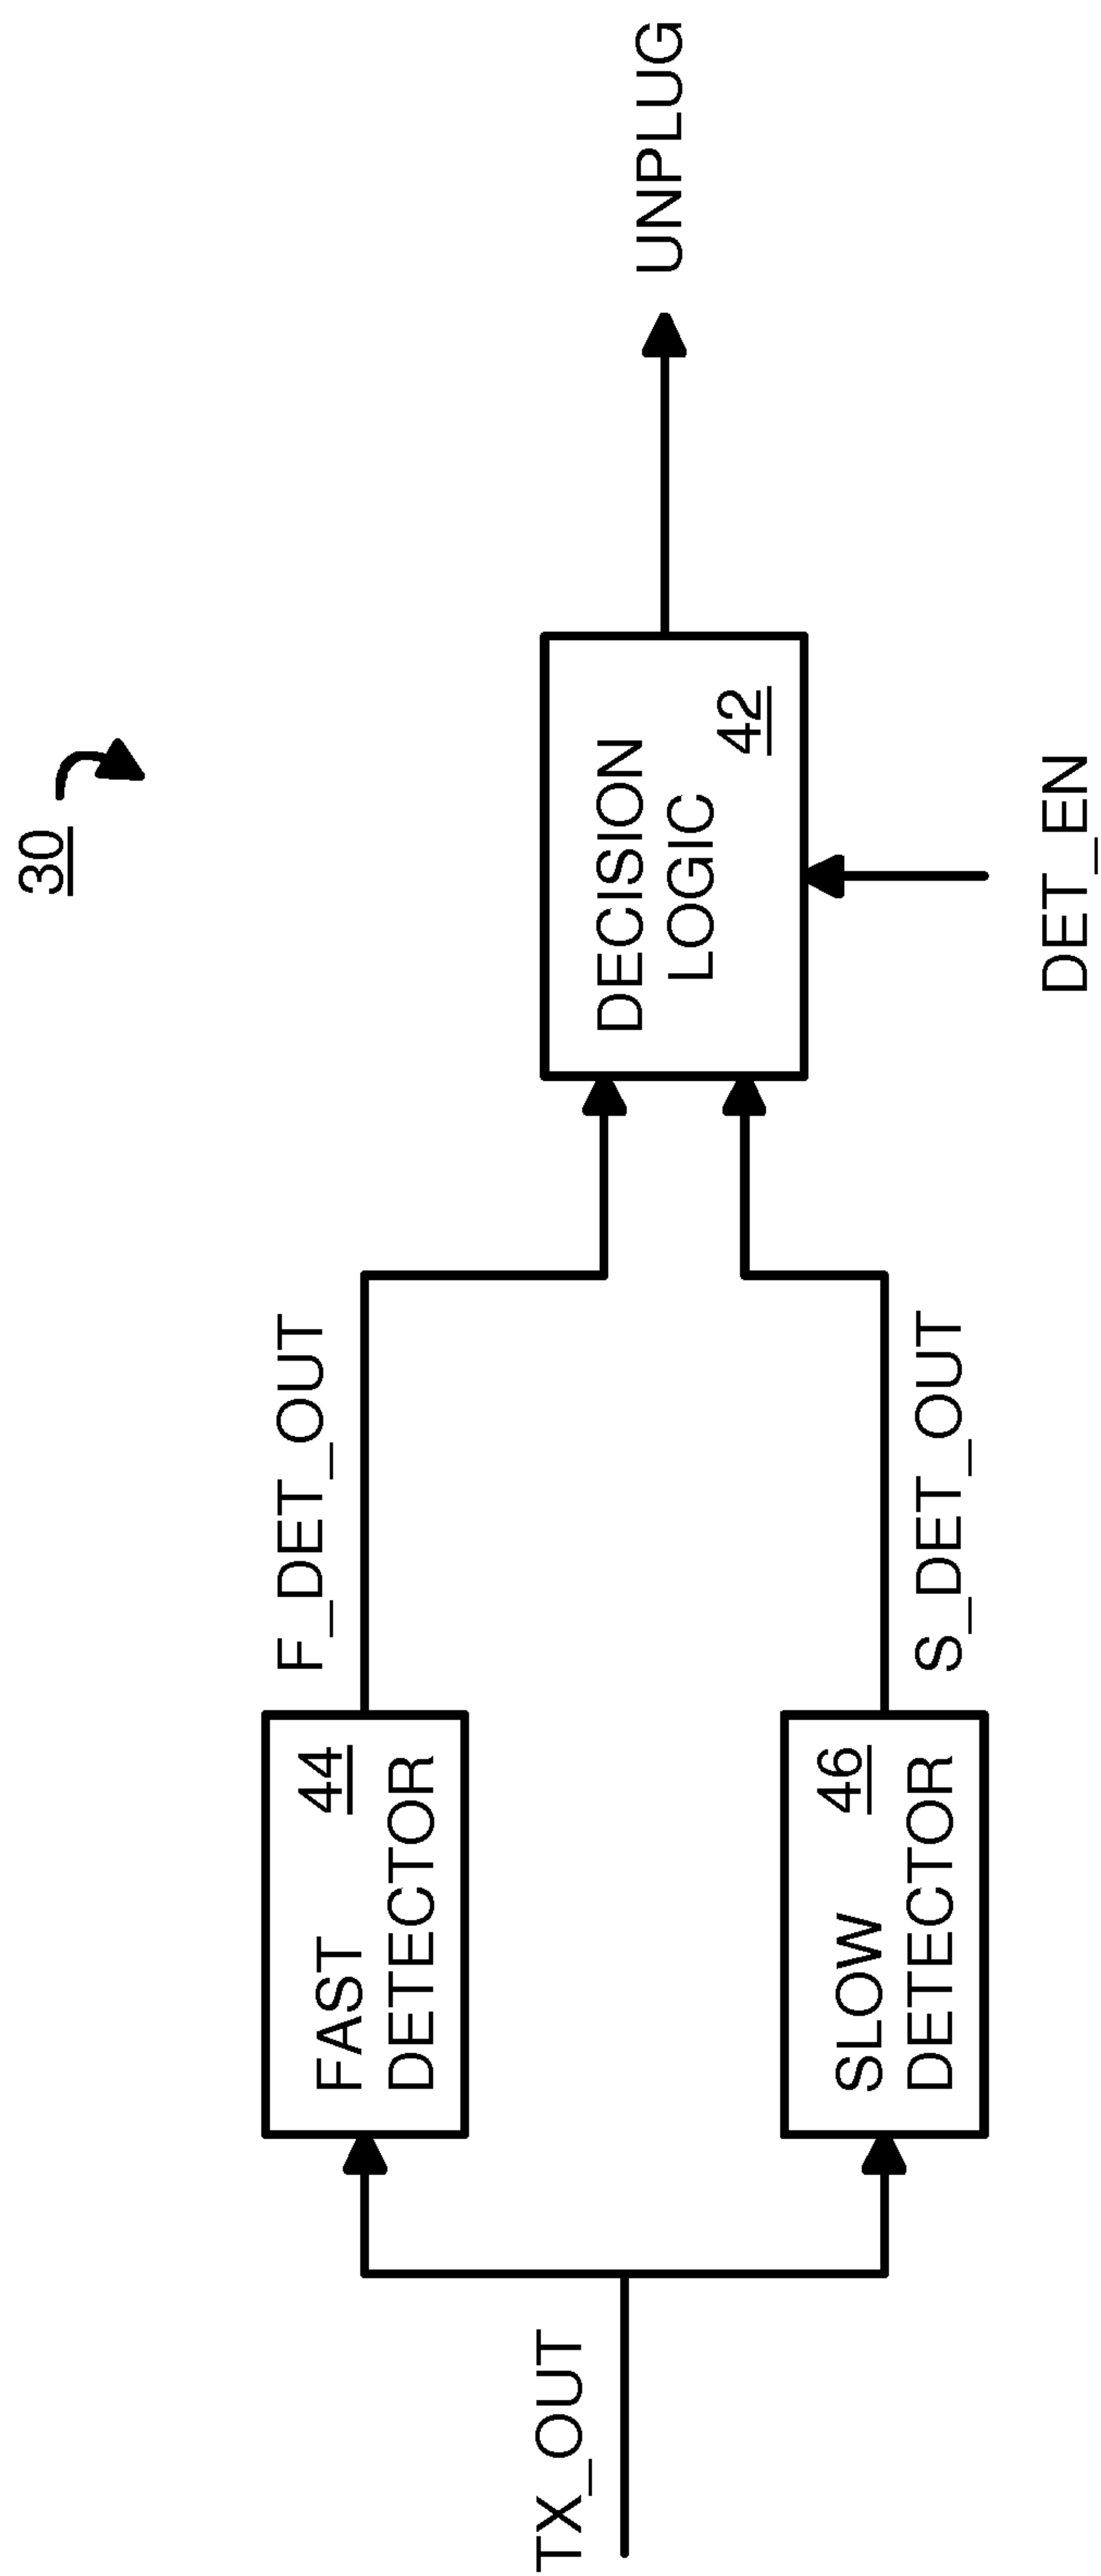 30
TX_OUT
FAST 44
DETECTOR
F_DET_OUT
SLOW 46
DETECTOR
S_DET_OUT
DECISION
LOGIC
42
DET_EN
UNPLUG